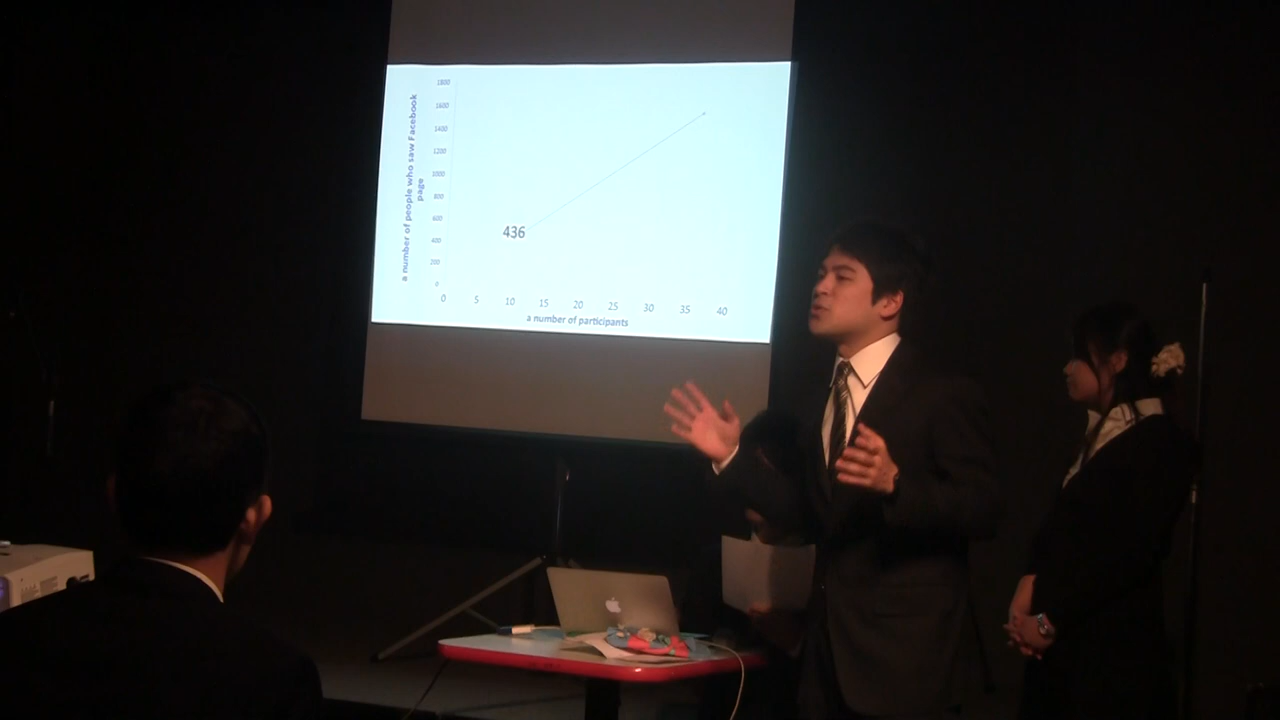 1800
1600
1400
1200
1000
800
600
400
200
0
a number of people who saw Facebook
page
436
0 5 10 15 20 25 30 35 40
a number of participants